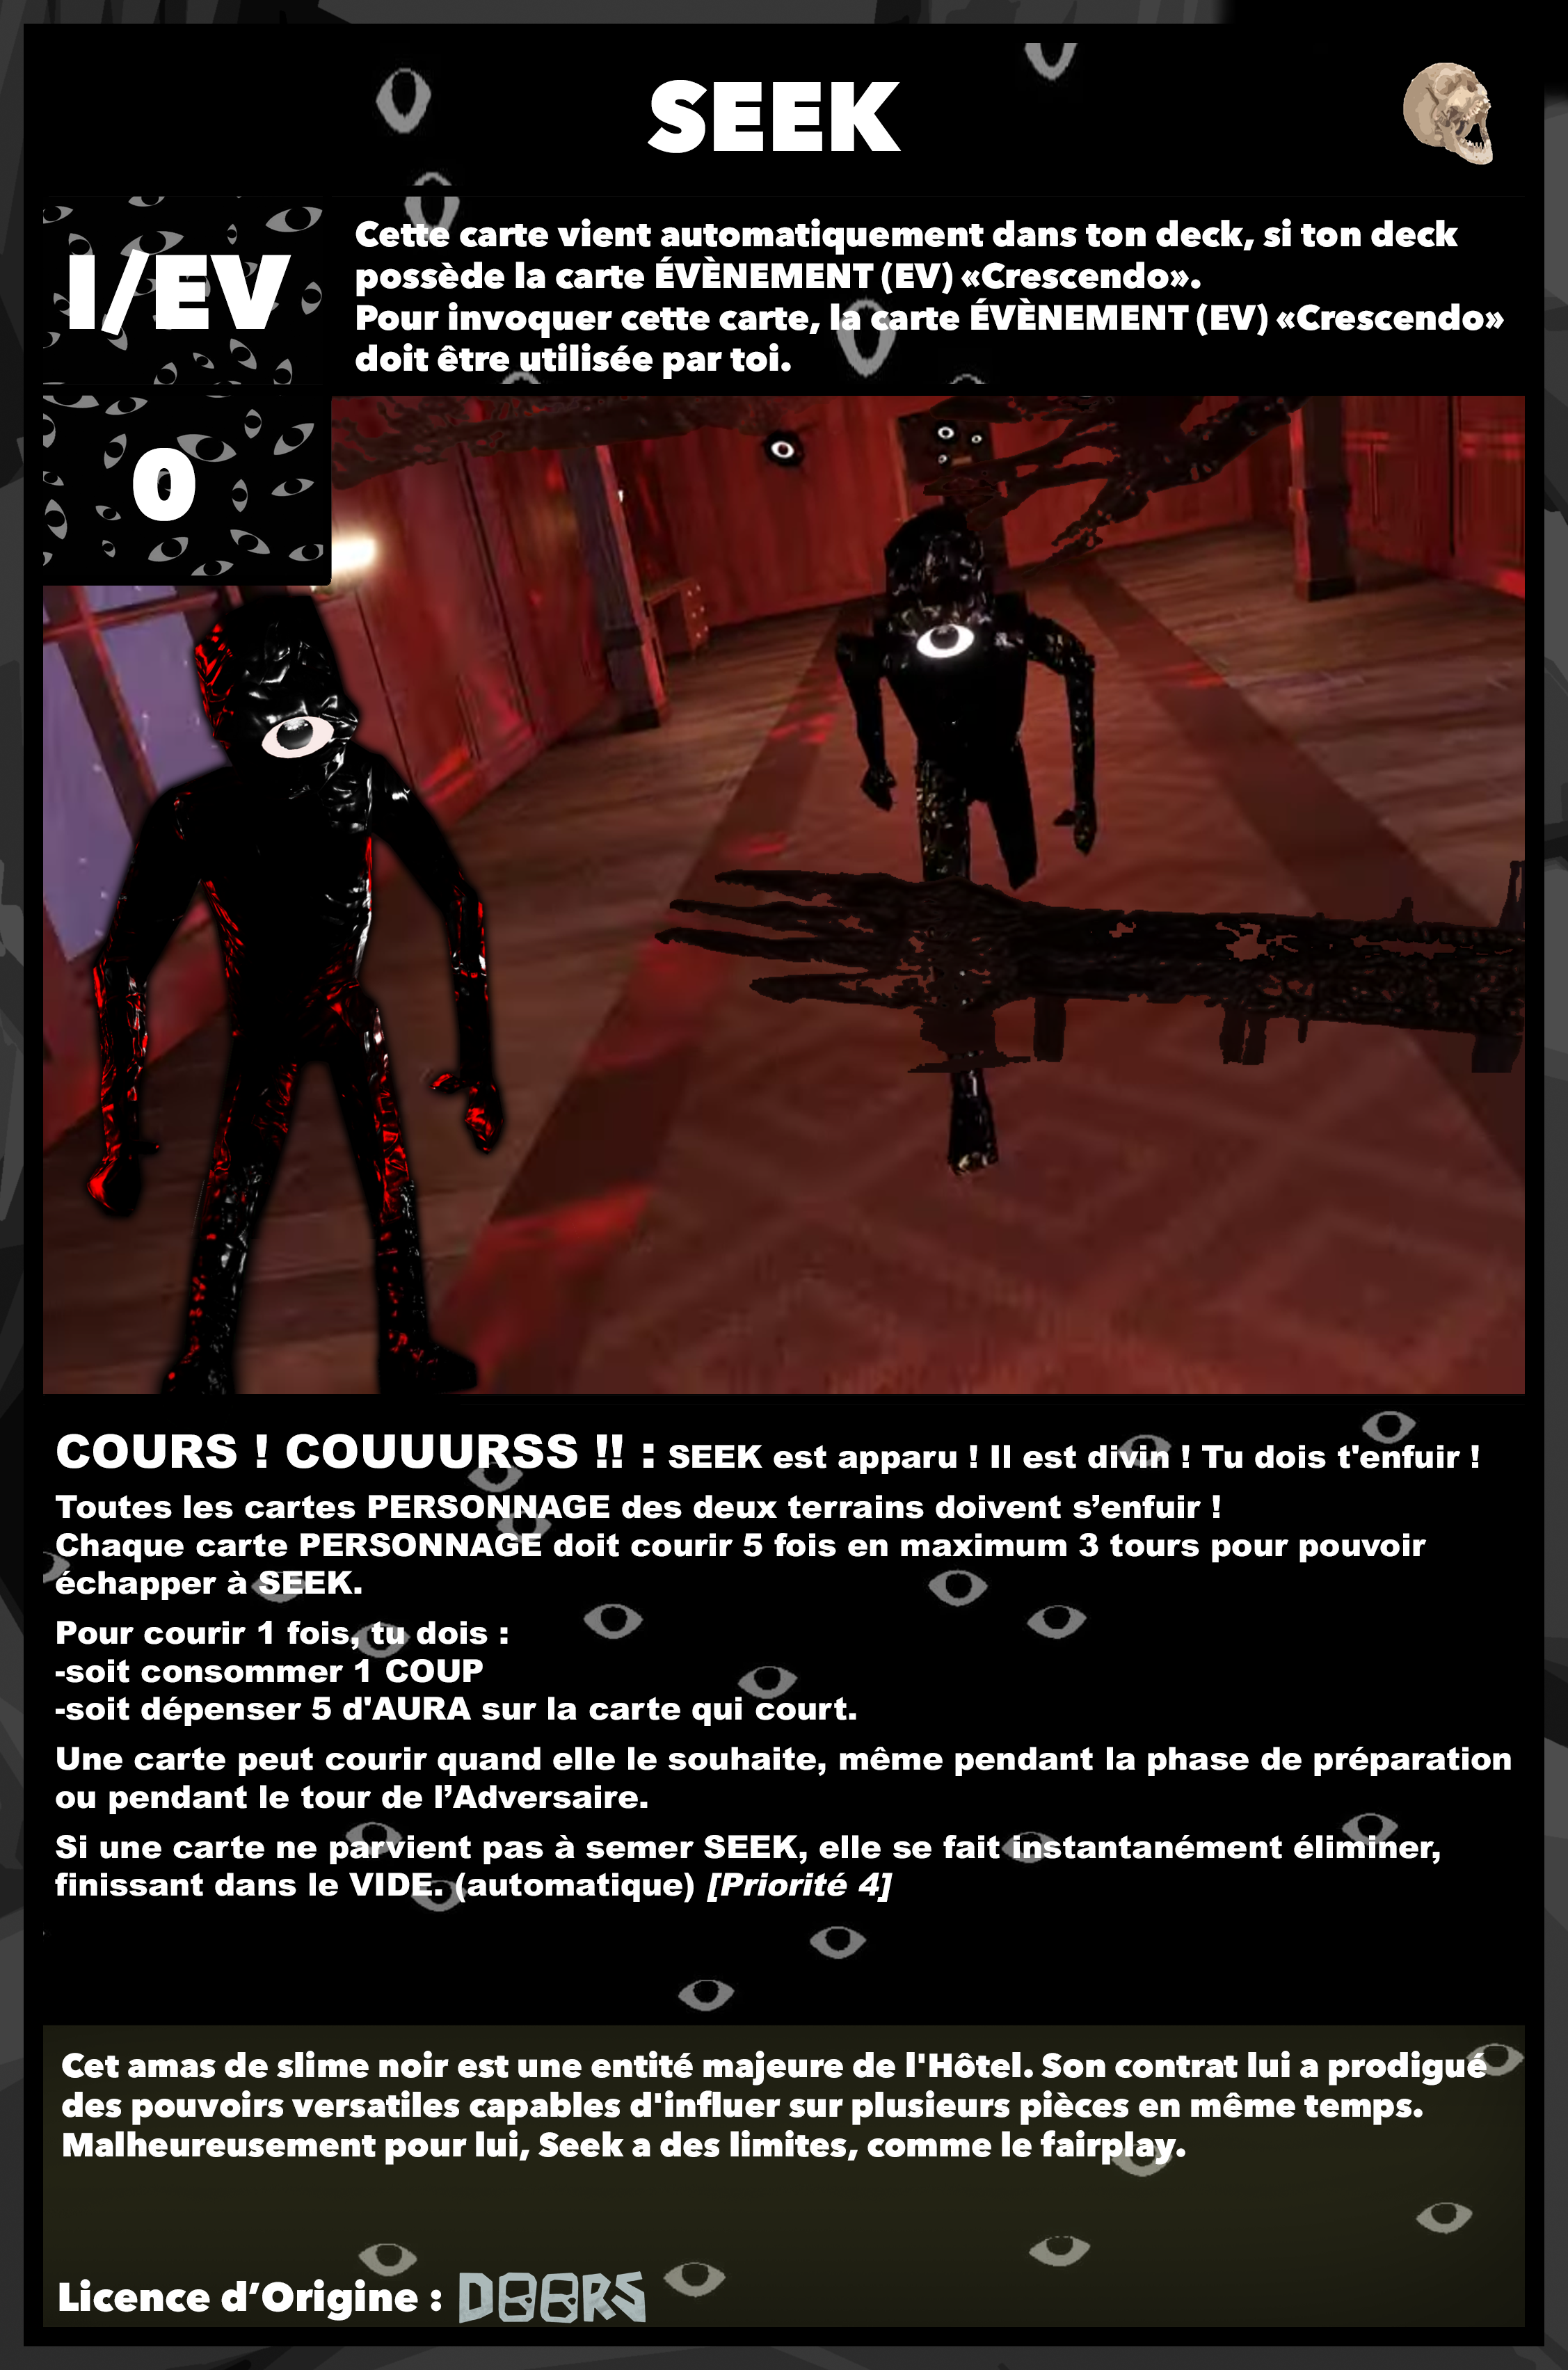 SEEK
I/EV
Cette carte vient automatiquement dans ton deck, si ton deck
possède la carte ÉVÈNEMENT (EV) «Crescendo».
Pour invoquer cette carte, la carte ÉVÈNEMENT (EV) «Crescendo»
doit être utilisée par toi.
0
COURS ! COUUURSS !! : SEEK est apparu ! Il est divin ! Tu dois t'enfuir !
Toutes les cartes PERSONNAGE des deux terrains doivent s’enfuir !
Chaque carte PERSONNAGE doit courir 5 fois en maximum 3 tours pour pouvoir
échapper à SEEK.
Pour courir 1 fois, tu dois :
-soit consommer 1 COUP
-soit dépenser 5 d'AURA sur la carte qui court.
Une carte peut courir quand elle le souhaite, même pendant la phase de préparation
ou pendant le tour de l’Adversaire.
Si une carte ne parvient pas à semer SEEK, elle se fait instantanément éliminer,
finissant dans le VIDE. (automatique) [Priorité 4]
Cet amas de slime noir est une entité majeure de l'Hôtel. Son contrat lui a prodigué
des pouvoirs versatiles capables d'influer sur plusieurs pièces en même temps.
Malheureusement pour lui, Seek a des limites, comme le fairplay.
Licence d’Origine : DOORS